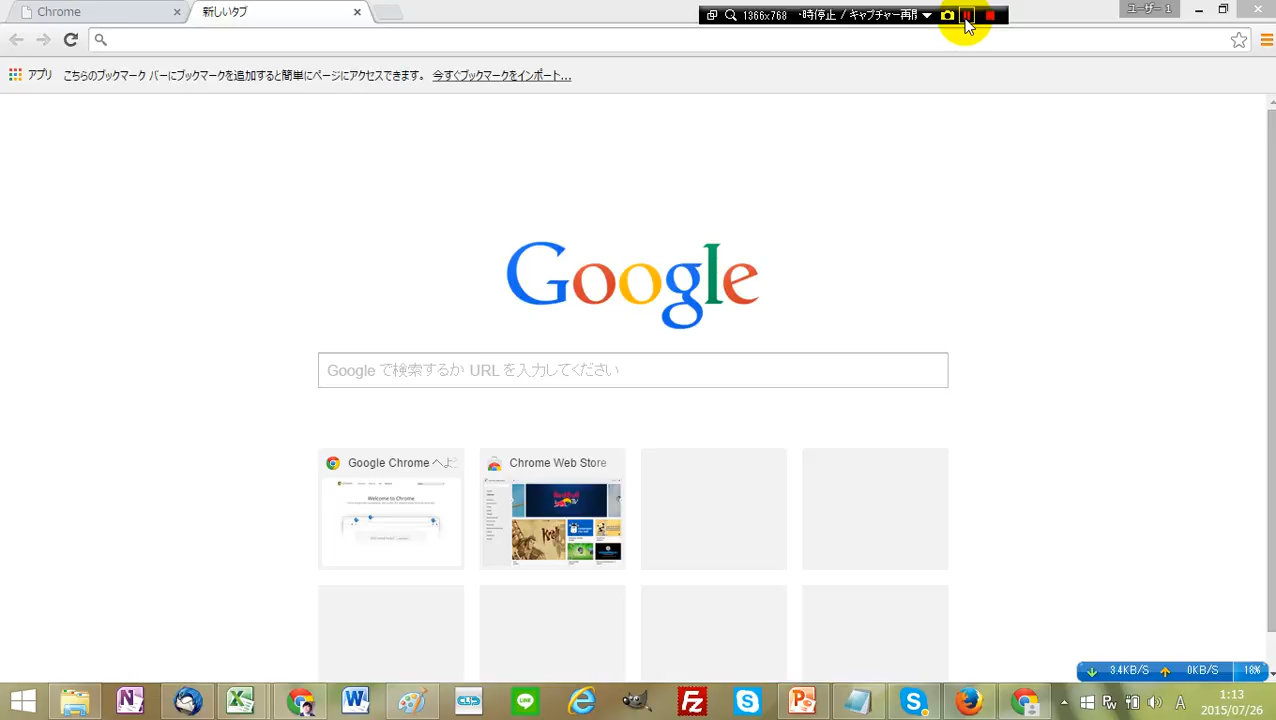 Chrome
新しいタブ
1366x768 ･時停止 / キャプチャー再開
ユーザー 1
アプリ こちらのブックマーク バーにブックマークを追加すると簡単にページにアクセスできます。 今すぐブックマークをインポート...
Google
Google で検索するか URL を入力してください
Google Chrome へよ
Chrome Web Store
Welcome to Chrome
3.4KB/S 0KB/S 18%
A
1:13
2015/07/26